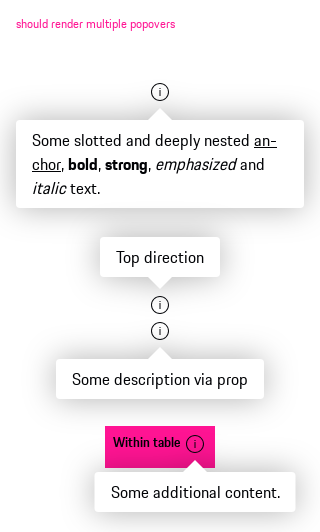 should render multiple popovers
Some slotted and deeply nested an-
chor, bold, strong, emphasized and
italic text.
Top direction
Some description via prop
Within table
Some additional content.